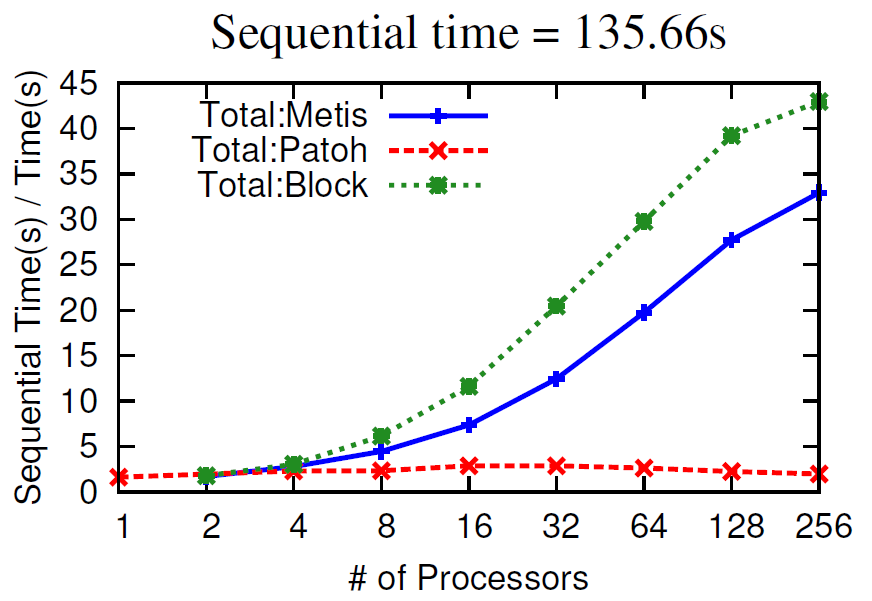 Sequential time = 135.66s
Sequential Time(s) / Time(s)
45
40
35
30
25
20
15
10
5
0
Total:Metis
Total:Patoh
Total:Block
1 2 4 8 16 32 64 128 256
# of Processors